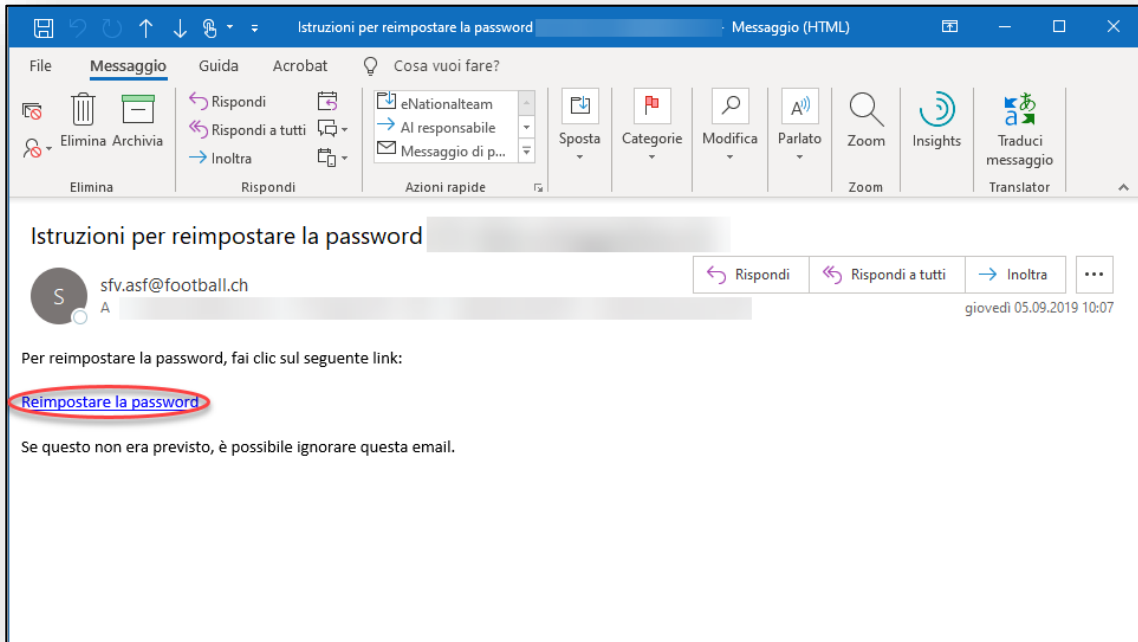 Istruzioni per reimpostare la password - Messaggio (HTML)
File Messaggio Guida Acrobat Cosa vuoi fare?
Elimina Archivia
Rispondi
Rispondi a tutti
Inoltra
eNationalteam
Al responsabile
Messaggio di p...
Sposta Categorie Modifica Parlato Zoom Insights Traduci
messaggio
Elimina Rispondi Azioni rapide Zoom Translator
Istruzioni per reimpostare la password
S
sfv.asf@football.ch
A
Rispondi Rispondi a tutti Inoltra
giovedì 05.09.2019 10:07
Per reimpostare la password, fai clic sul seguente link:
Reimpostare la password
Se questo non era previsto, è possibile ignorare questa email.